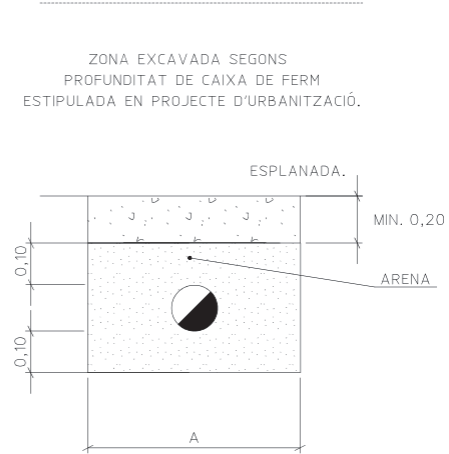 ZONA EXCAVADA SEGONS
PROFUNDITAT DE CAIXA DE FERM
ESTIPULADA EN PROJECTE D'URBANITZACIÓ.
ESPLANADA.
MIN. 0,20
0,10
ARENA
0,10
A